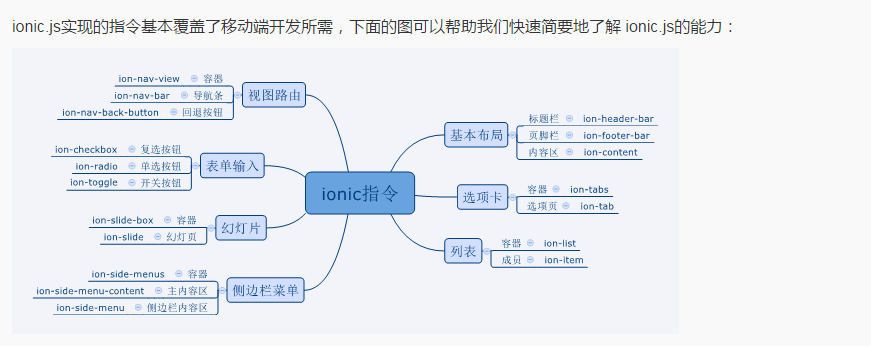 ionic.js实现的指令基本覆盖了移动端开发所需，下面的图可以帮助我们快速简要地了解 ionic.js的能力：
ionic指令
视图路由
ion-nav-view 容器
ion-nav-bar 导航条
ion-nav-back-button 回退按钮
表单输入
ion-checkbox 复选按钮
ion-radio 单选按钮
ion-toggle 开关按钮
幻灯片
ion-slide-box 容器
ion-slide 幻灯页
侧边栏菜单
ion-side-menus 容器
ion-side-menu-content 主内容区
ion-side-menu 侧边栏内容区
基本布局
标题栏 ion-header-bar
页脚栏 ion-footer-bar
内容区 ion-content
选项卡
容器 ion-tabs
选项页 ion-tab
列表
容器 ion-list
成员 ion-item